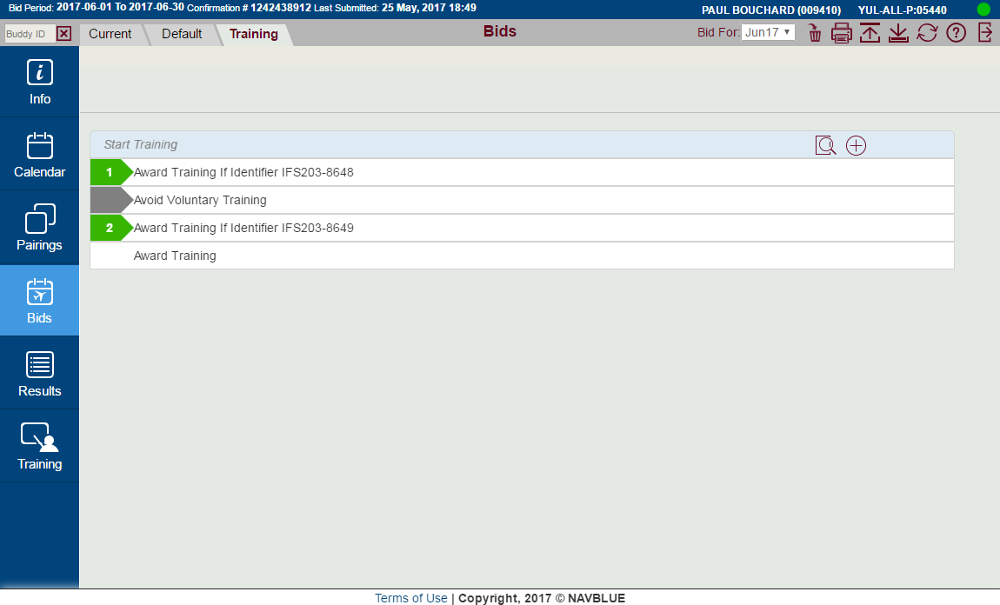 Bid Period: 2017-06-01 To 2017-06-30 Confirmation # 1242438912 Last Submitted: 25 May, 2017 18:49 PAUL BOUCHARD (009410) YUL-ALL-P:05440
Buddy ID Current Default Training Bids Bid For: Jun17
Info
Calendar
Pairings
Bids
Results
Training
Start Training
1 Award Training If Identifier IFS203-8648
Avoid Voluntary Training
2 Award Training If Identifier IFS203-8649
Award Training
Terms of Use | Copyright, 2017 © NAVBLUE